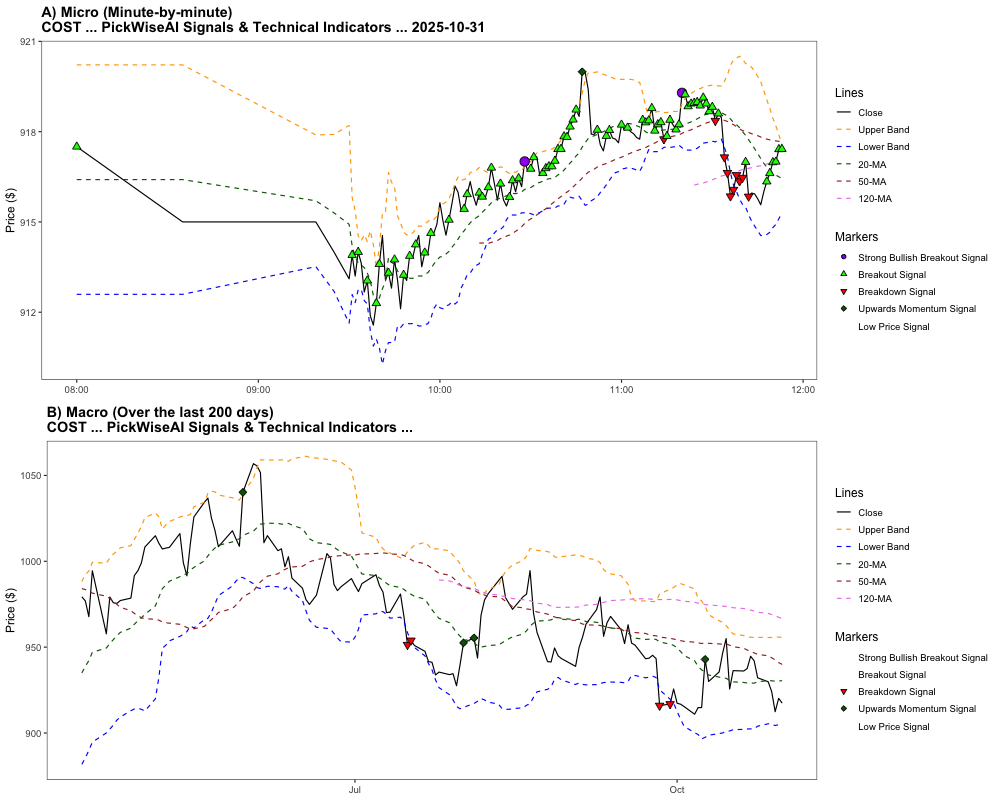 A) Micro (Minute-by-minute)
COST ... PickWiseAI Signals & Technical Indicators ... 2025-10-31
921
918
915
912
Price ($)
08:00
09:00
10:00
11:00
12:00
Lines
Close
Upper Band
Lower Band
20-MA
50-MA
120-MA
Markers
Strong Bullish Breakout Signal
Breakout Signal
Breakdown Signal
Upwards Momentum Signal
Low Price Signal
B) Macro (Over the last 200 days)
COST ... PickWiseAI Signals & Technical Indicators ...
1050
1000
950
900
Price ($)
Jul
Oct
Lines
Close
Upper Band
Lower Band
20-MA
50-MA
120-MA
Markers
Strong Bullish Breakout Signal
Breakout Signal
Breakdown Signal
Upwards Momentum Signal
Low Price Signal